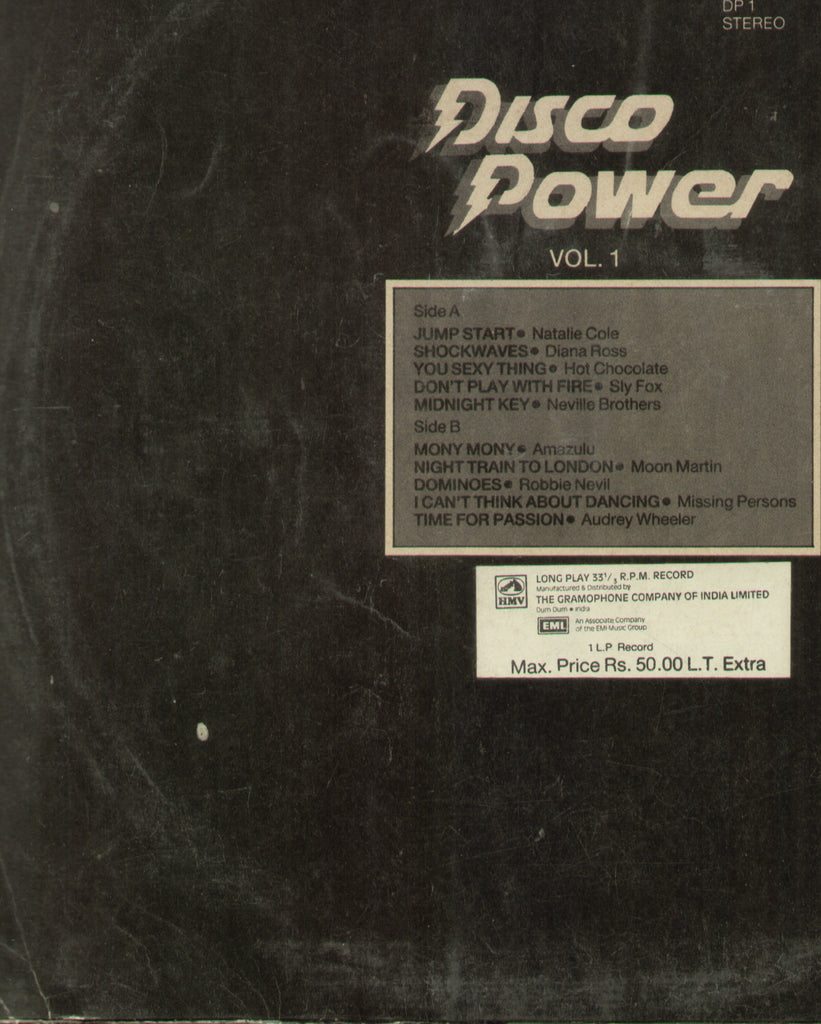 DP 1
STEREO
Disco
Power
VOL. 1
Side A
JUMP START • Natalie Cole
SHOCKWAVES • Diana Ross
YOU SEXY THING • Hot Chocolate
DON'T PLAY WITH FIRE • Sly Fox
MIDNIGHT KEY • Neville Brothers
Side B
MONY MONY • Amazulu
NIGHT TRAIN TO LONDON • Moon Martin
DOMINOES • Robbie Nevil
I CAN'T THINK ABOUT DANCING • Missing Persons
TIME FOR PASSION • Audrey Wheeler
HMV
LONG PLAY 33⅓ R.P.M. RECORD
Manufactured & Distributed by
THE GRAMOPHONE COMPANY OF INDIA LIMITED
Dum Dum • India
EMI
An Associate Company
of the EMI Music Group
1 L.P Record
Max. Price Rs. 50.00 L.T. Extra